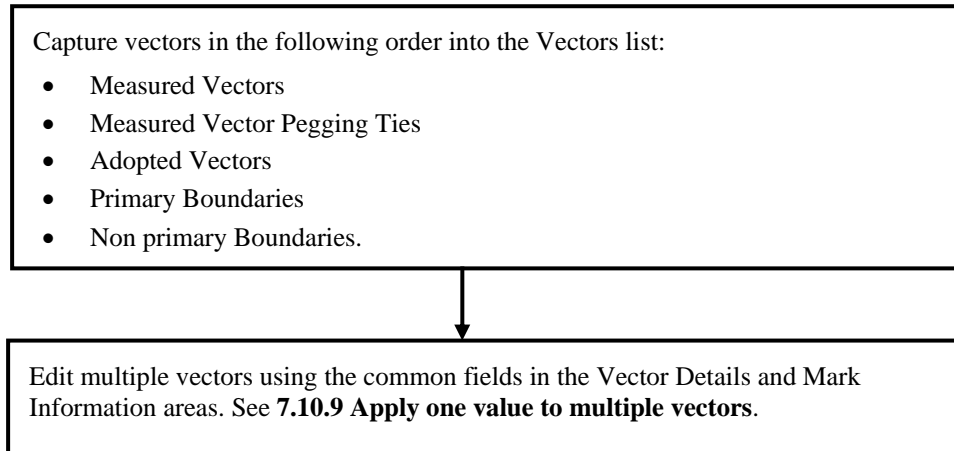 Capture vectors in the following order into the Vectors list:
• Measured Vectors
• Measured Vector Pegging Ties
• Adopted Vectors
• Primary Boundaries
• Non primary Boundaries.
Edit multiple vectors using the common fields in the Vector Details and Mark
Information areas. See 7.10.9 Apply one value to multiple vectors.